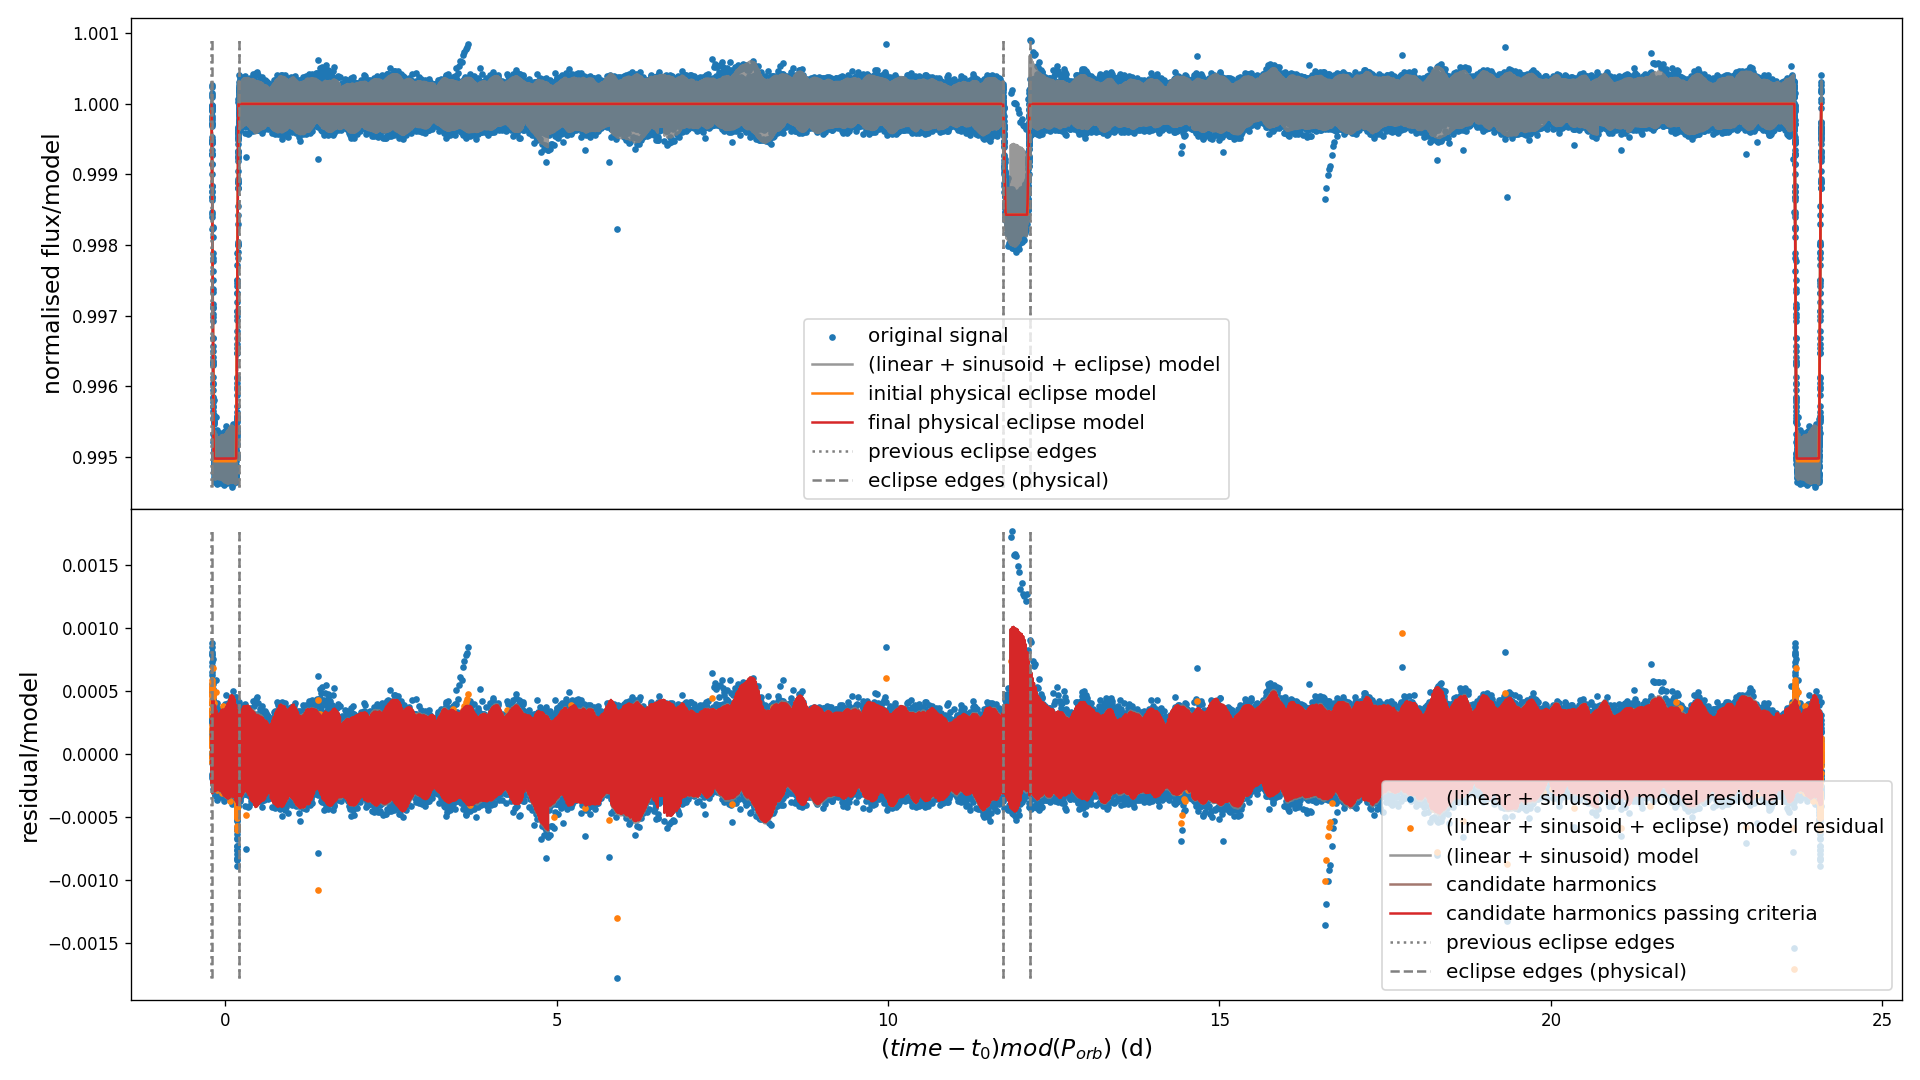 1.001
1.000
0.999
0.998
0.997
0.996
0.995
normalised flux/model
original signal
(linear + sinusoid + eclipse) model
initial physical eclipse model
final physical eclipse model
previous eclipse edges
eclipse edges (physical)
0.0015
0.0010
0.0005
0.0000
−0.0005
−0.0010
−0.0015
residual/model
(linear + sinusoid) model residual
(linear + sinusoid + eclipse) model residual
(linear + sinusoid) model
candidate harmonics
candidate harmonics passing criteria
previous eclipse edges
eclipse edges (physical)
0 5 10 15 20 25
(time − t₀)mod(P_orb) (d)